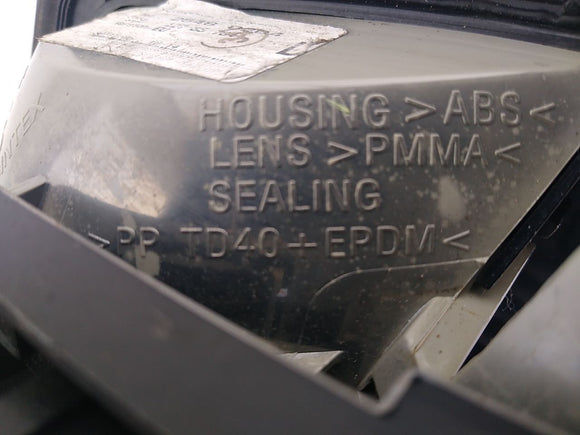 HOUSING >ABS<
LENS >PMMA<
SEALING
>PP TD40+EPDM<